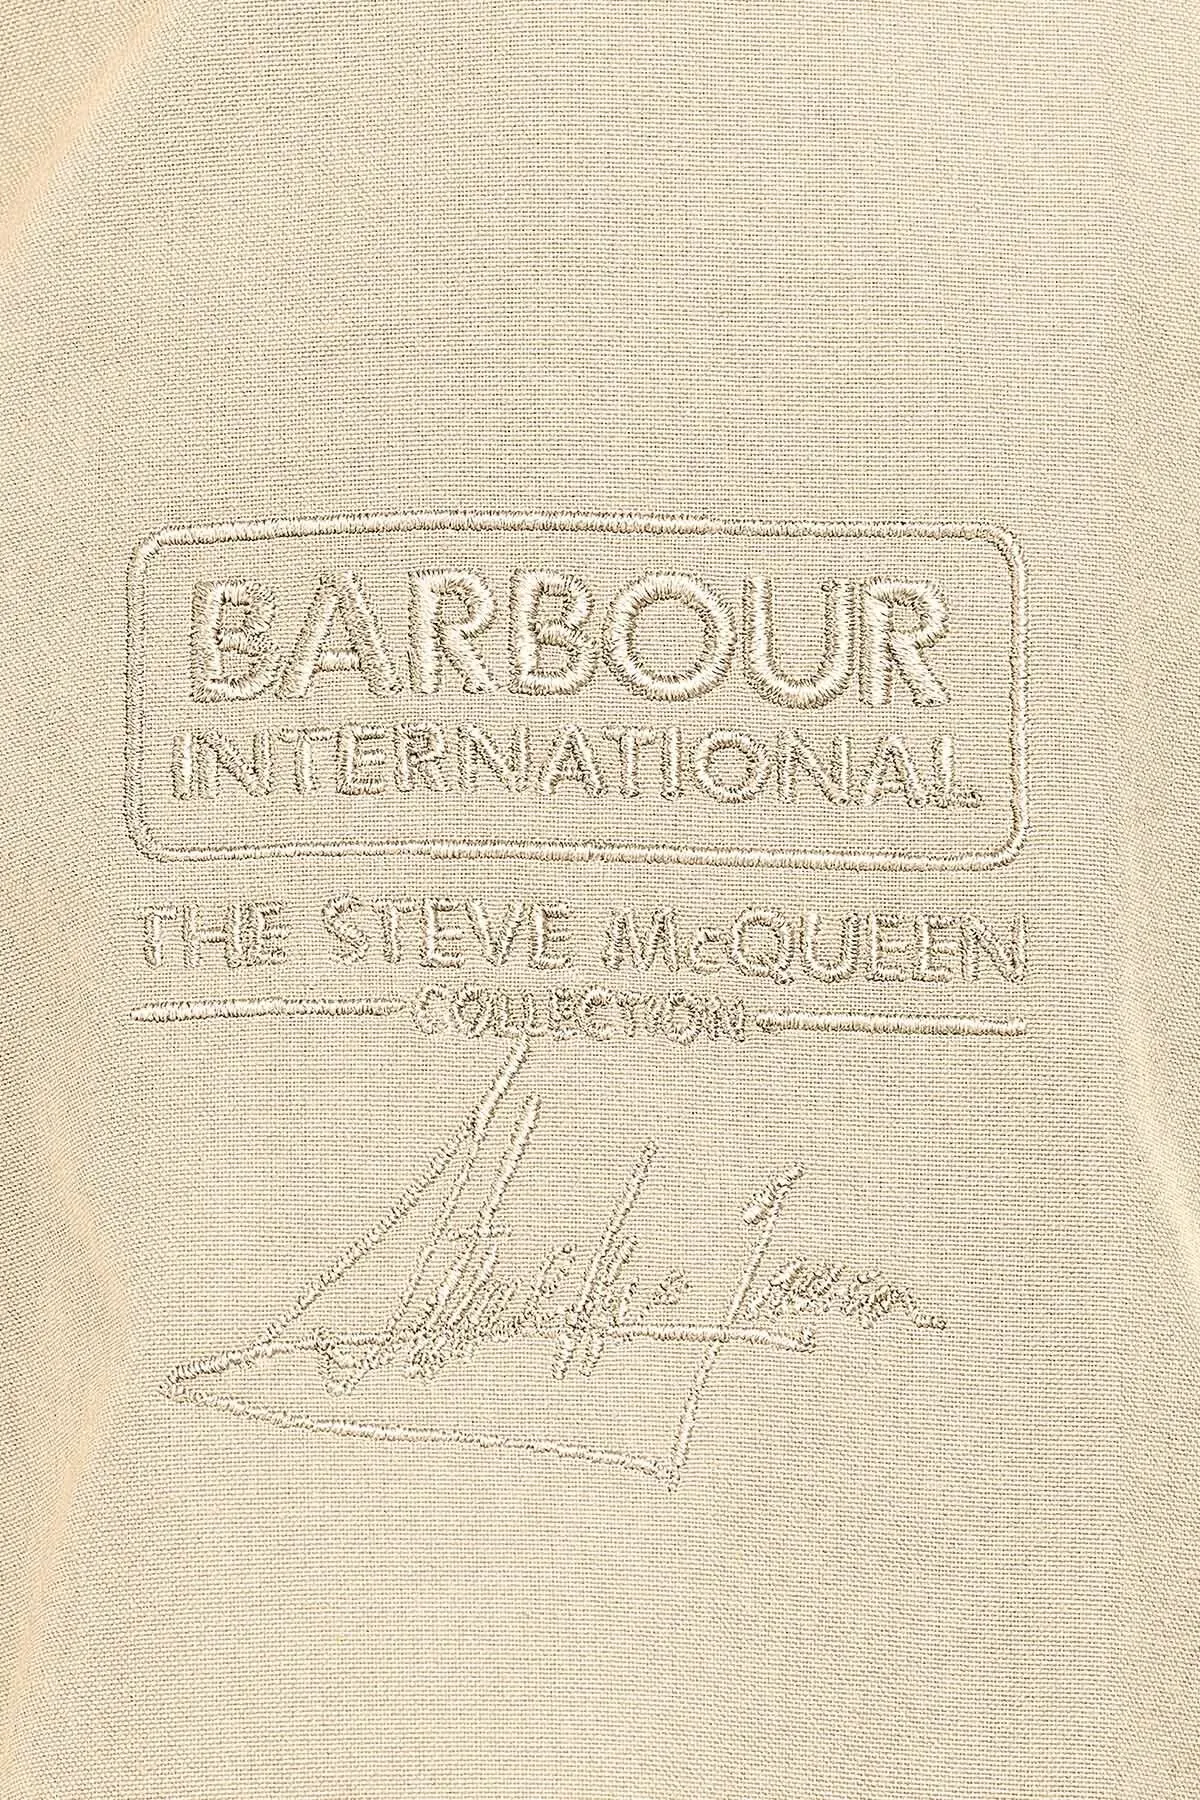 BARBOUR
INTERNATIONAL
THE STEVE McQUEEN
COLLECTION